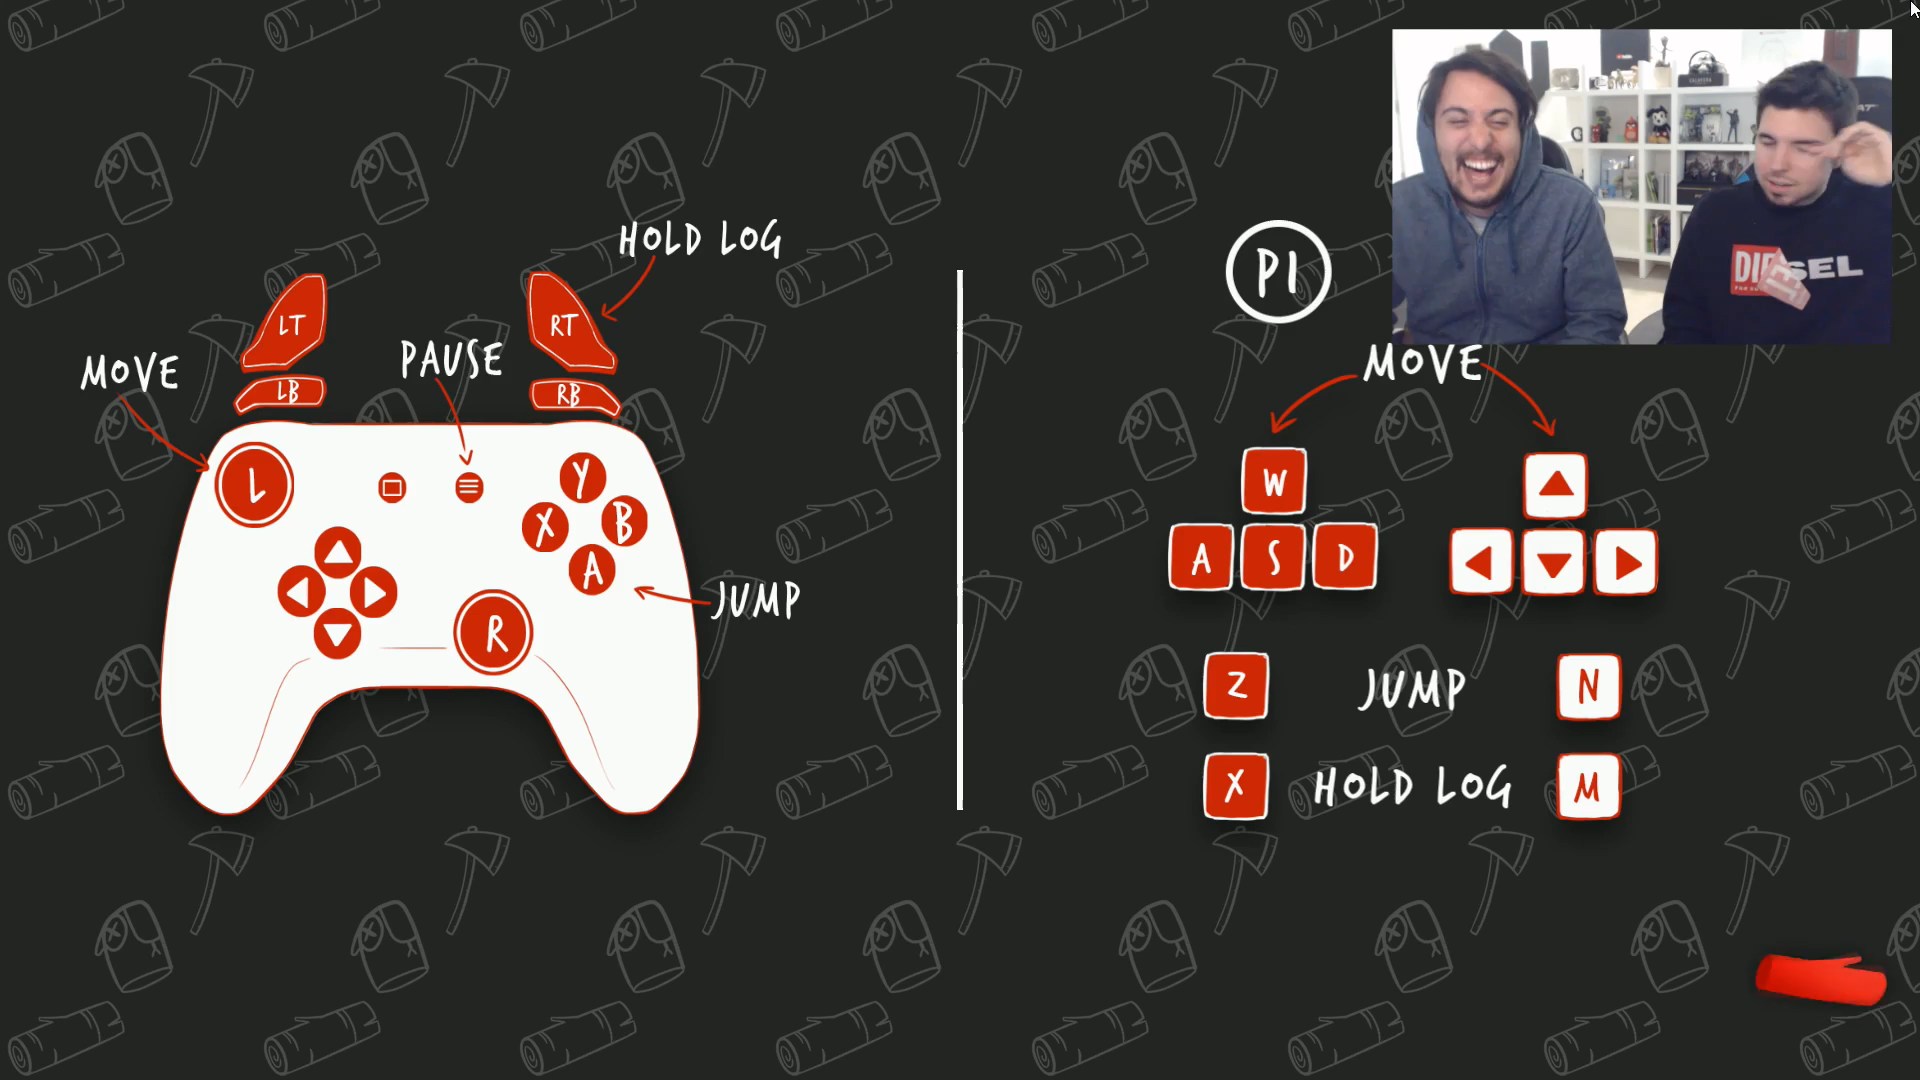 HOLD LOG
LT
RT
PAUSE
MOVE
LB
RB
L
Y
X
B
A
JUMP
R
P1
MOVE
W
A S D
Z JUMP N
X HOLD LOG M
DIESEL